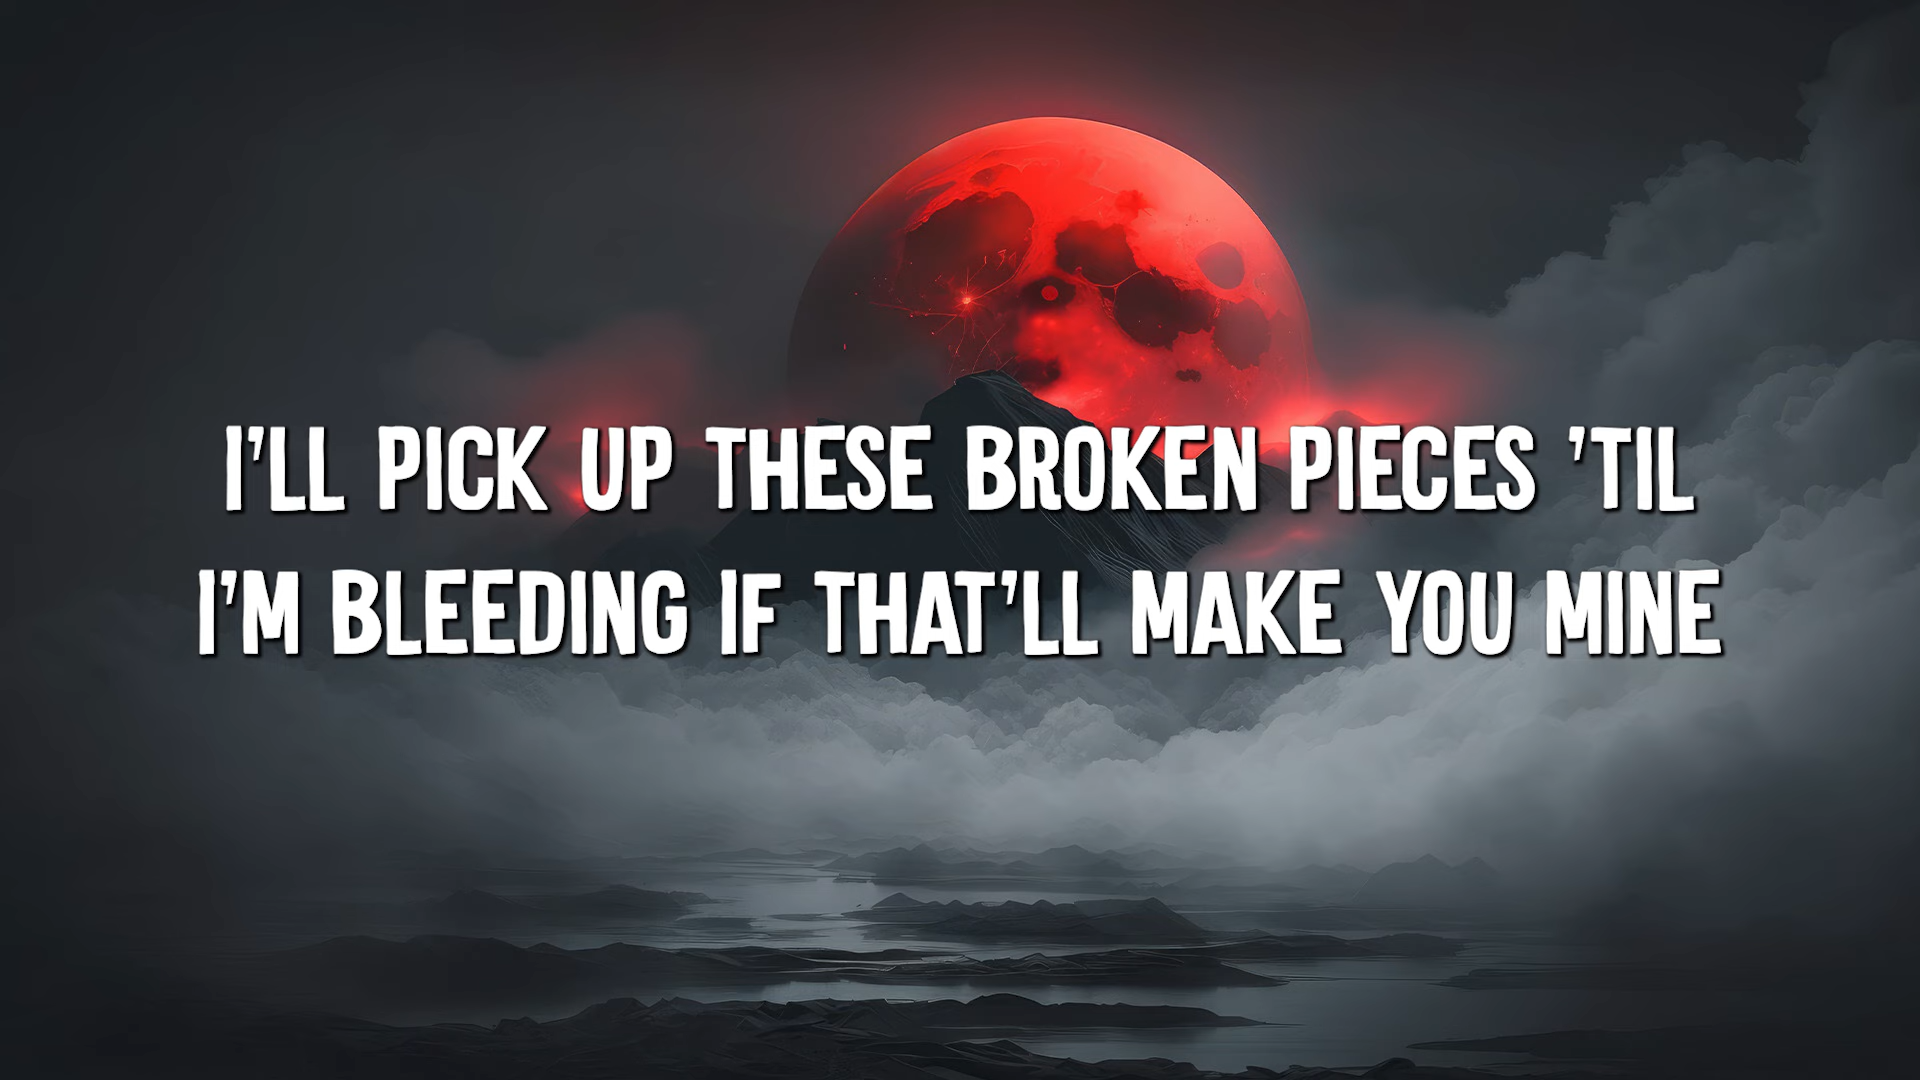 I'LL PICK UP THESE BROKEN PIECES 'TIL
I'M BLEEDING IF THAT'LL MAKE YOU MINE